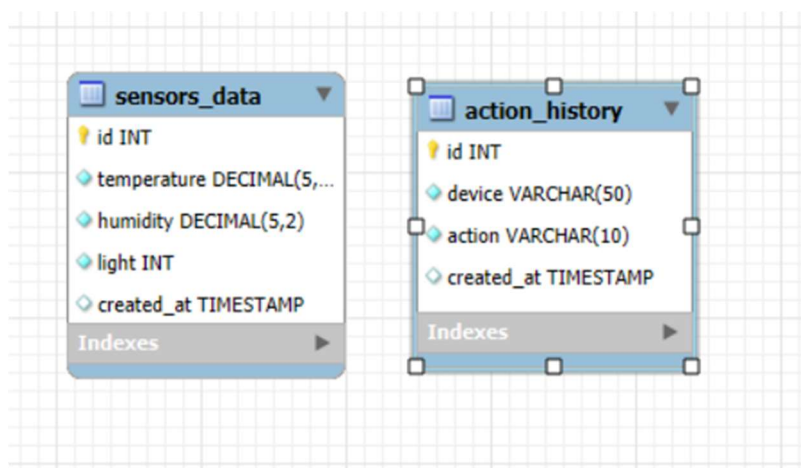 sensors_data
id INT
temperature DECIMAL(5,...
humidity DECIMAL(5,2)
light INT
created_at TIMESTAMP
Indexes
action_history
id INT
device VARCHAR(50)
action VARCHAR(10)
created_at TIMESTAMP
Indexes